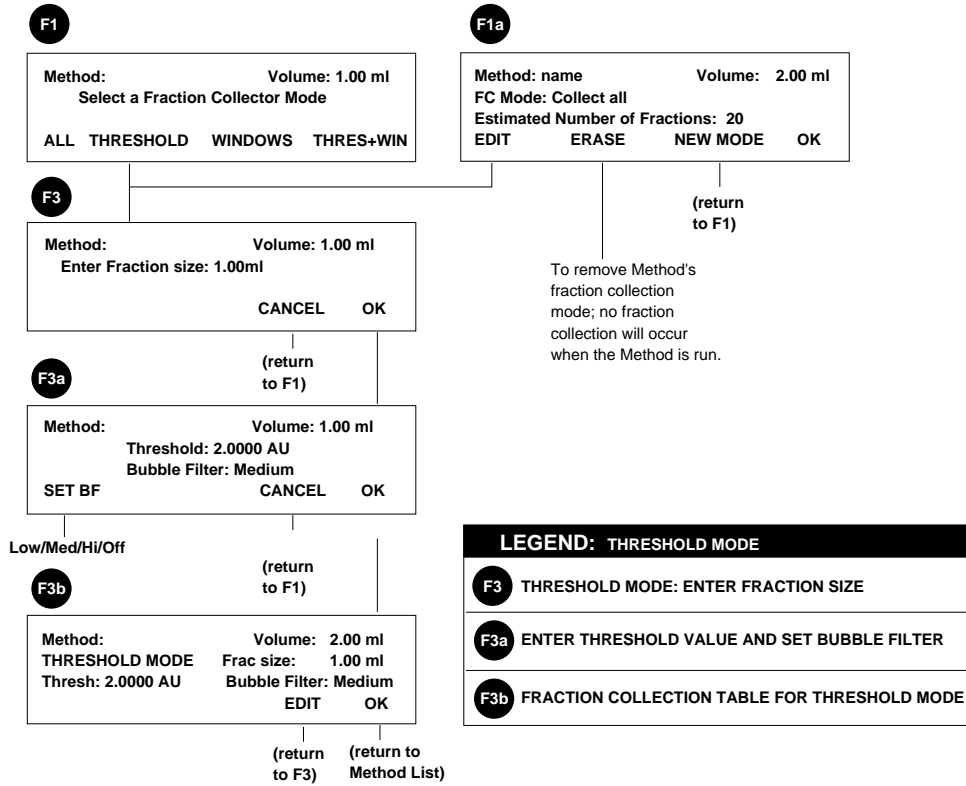 F1
Method: Volume: 1.00 ml
Select a Fraction Collector Mode
ALL THRESHOLD WINDOWS THRES+WIN
F1a
Method: name Volume: 2.00 ml
FC Mode: Collect all
Estimated Number of Fractions: 20
EDIT ERASE NEW MODE OK
(return
to F1)
To remove Method's
fraction collection
mode; no fraction
collection will occur
when the Method is run.
F3
Method: Volume: 1.00 ml
Enter Fraction size: 1.00ml
CANCEL OK
(return
to F1)
F3a
Method: Volume: 1.00 ml
Threshold: 2.0000 AU
Bubble Filter: Medium
SET BF CANCEL OK
Low/Med/Hi/Off
(return
to F1)
F3b
Method: Volume: 2.00 ml
THRESHOLD MODE Frac size: 1.00 ml
Thresh: 2.0000 AU Bubble Filter: Medium
EDIT OK
(return
to F3)
(return to
Method List)
LEGEND: THRESHOLD MODE
F3 THRESHOLD MODE: ENTER FRACTION SIZE
F3a ENTER THRESHOLD VALUE AND SET BUBBLE FILTER
F3b FRACTION COLLECTION TABLE FOR THRESHOLD MODE